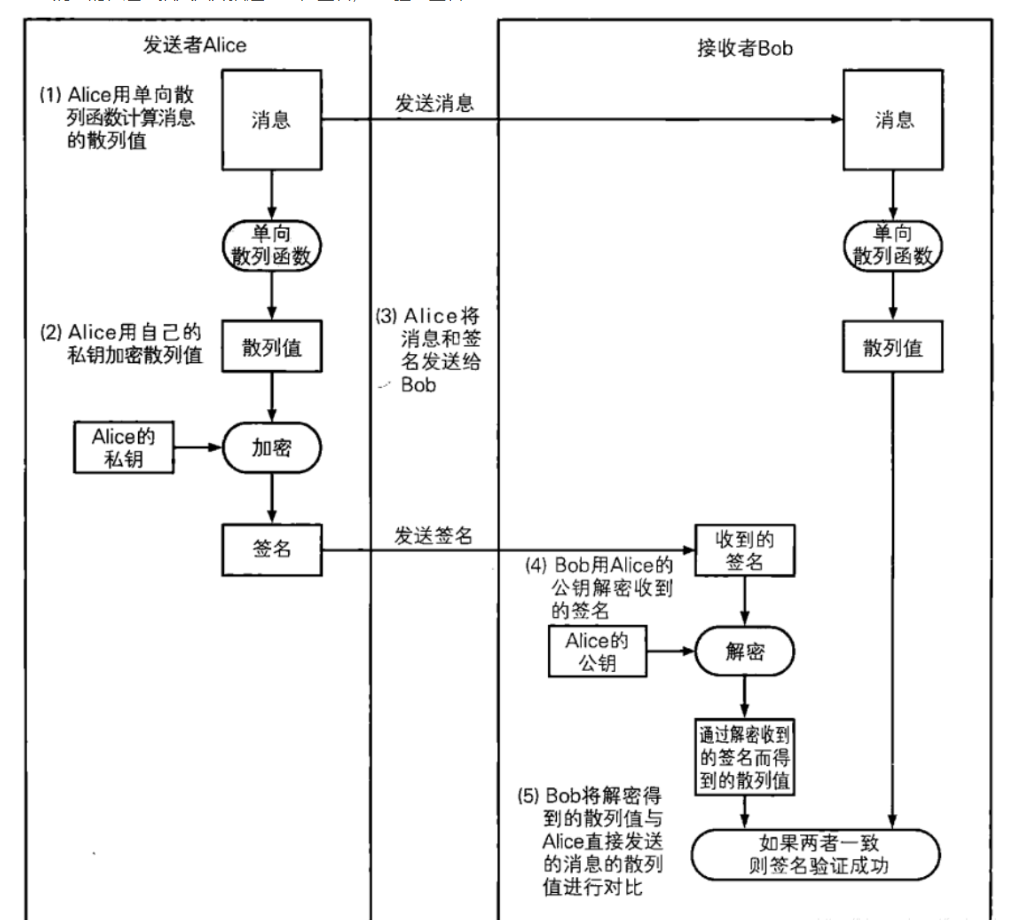 发送者Alice
接收者Bob
(1) Alice用单向散
列函数计算消息
的散列值
消息
发送消息
消息
单向
散列函数
单向
散列函数
(2) Alice用自己的
私钥加密散列值
散列值
(3) Alice将
消息和签
名发送给
Bob
散列值
Alice的
私钥
加密
签名
发送签名
收到的
签名
(4) Bob用Alice的
公钥解密收到
的签名
Alice的
公钥
解密
通过解密收到
的签名而得
到的散列值
(5) Bob将解密得
到的散列值与
Alice直接发送
的消息的散列
值进行对比
如果两者一致
则签名验证成功